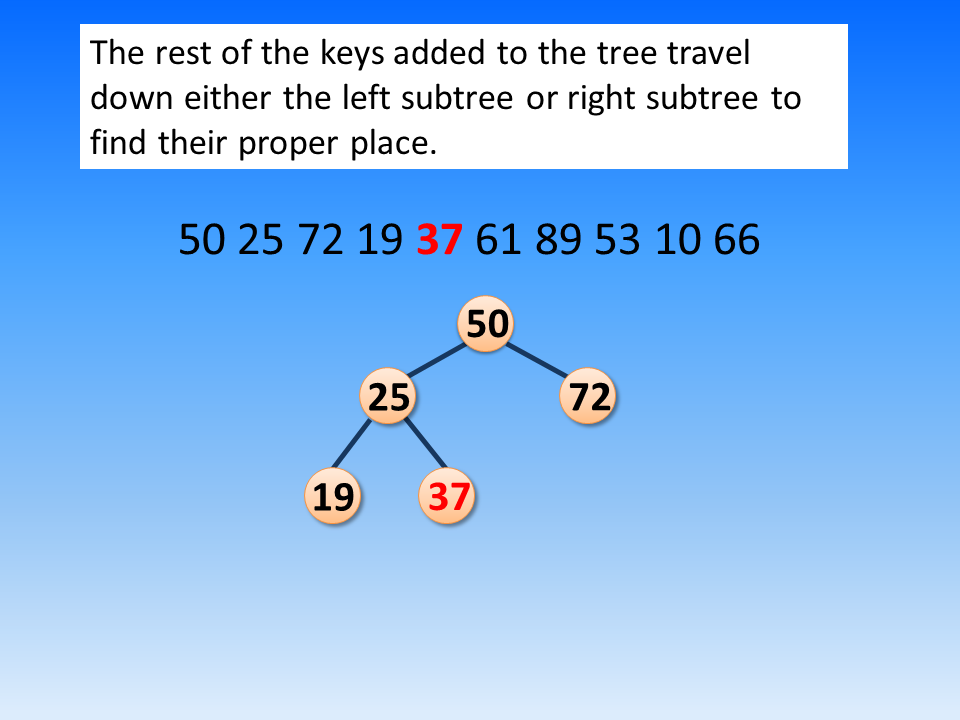 The rest of the keys added to the tree travel
down either the left subtree or right subtree to
find their proper place.
50 25 72 19 37 61 89 53 10 66
50
25 72
19 37